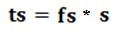 ts = fs * s